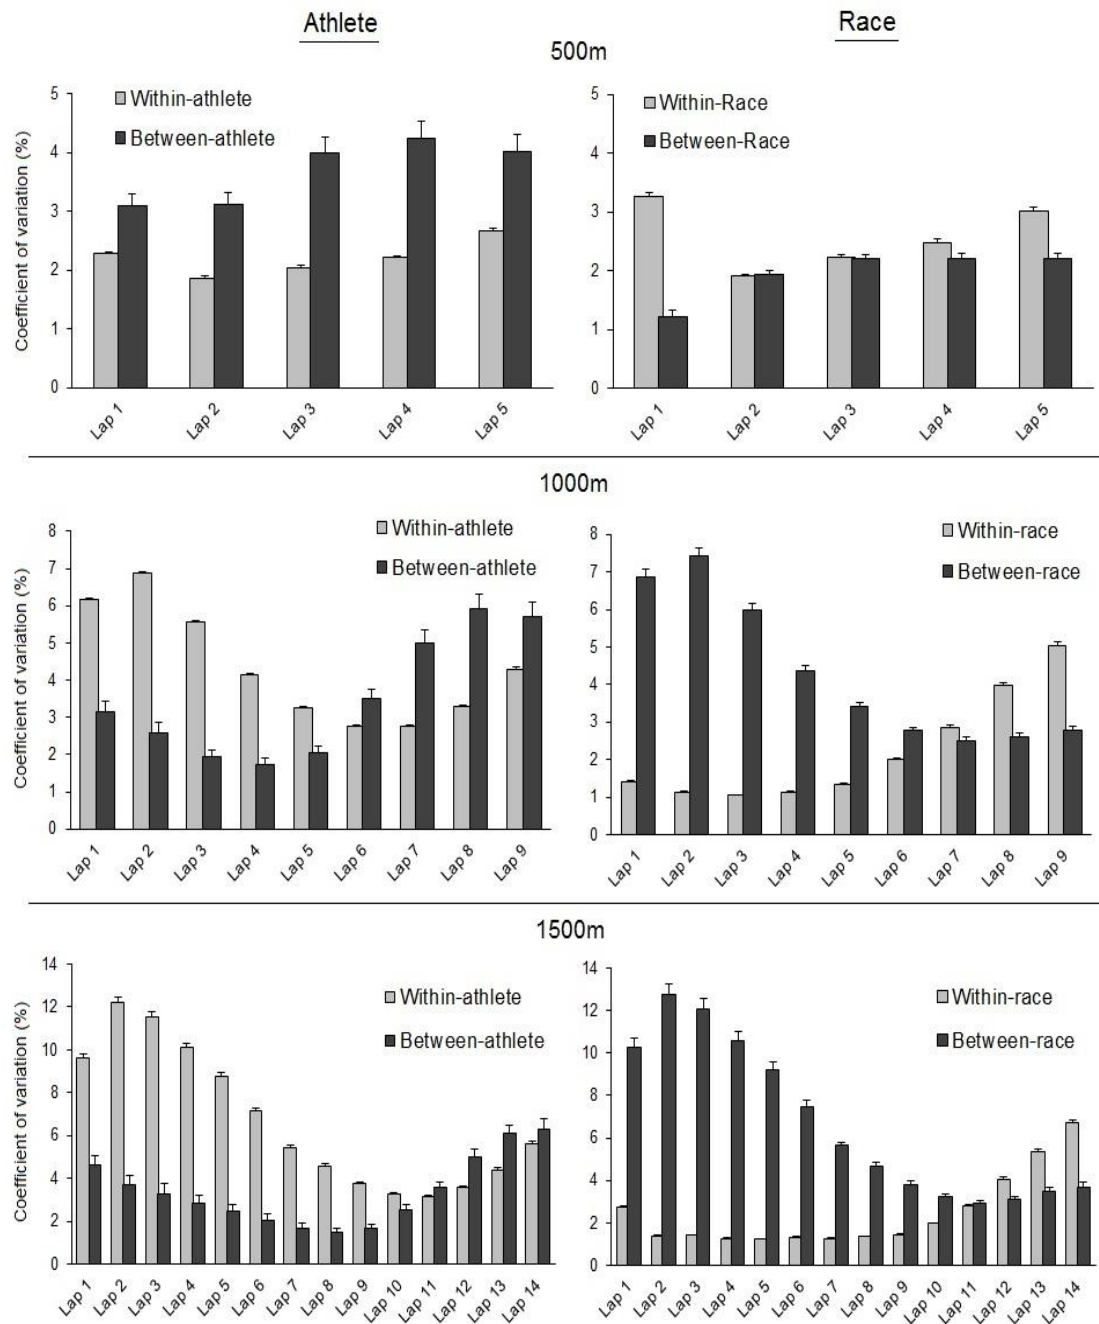 Athlete
Race
500m
Within-athlete
Between-athlete
Coefficient of variation (%)
5
4
3
2
1
0
Lap 1 Lap 2 Lap 3 Lap 4 Lap 5
Within-Race
Between-Race
5
4
3
2
1
0
Lap 1 Lap 2 Lap 3 Lap 4 Lap 5
1000m
Within-athlete
Between-athlete
Coefficient of variation (%)
8
7
6
5
4
3
2
1
0
Lap 1 Lap 2 Lap 3 Lap 4 Lap 5 Lap 6 Lap 7 Lap 8 Lap 9
Within-race
Between-race
8
7
6
5
4
3
2
1
0
Lap 1 Lap 2 Lap 3 Lap 4 Lap 5 Lap 6 Lap 7 Lap 8 Lap 9
1500m
Within-athlete
Between-athlete
Coefficient of variation (%)
14
12
10
8
6
4
2
0
Lap 1 Lap 2 Lap 3 Lap 4 Lap 5 Lap 6 Lap 7 Lap 8 Lap 9 Lap 10 Lap 11 Lap 12 Lap 13 Lap 14
Within-race
Between-race
14
12
10
8
6
4
2
0
Lap 1 Lap 2 Lap 3 Lap 4 Lap 5 Lap 6 Lap 7 Lap 8 Lap 9 Lap 10 Lap 11 Lap 12 Lap 13 Lap 14